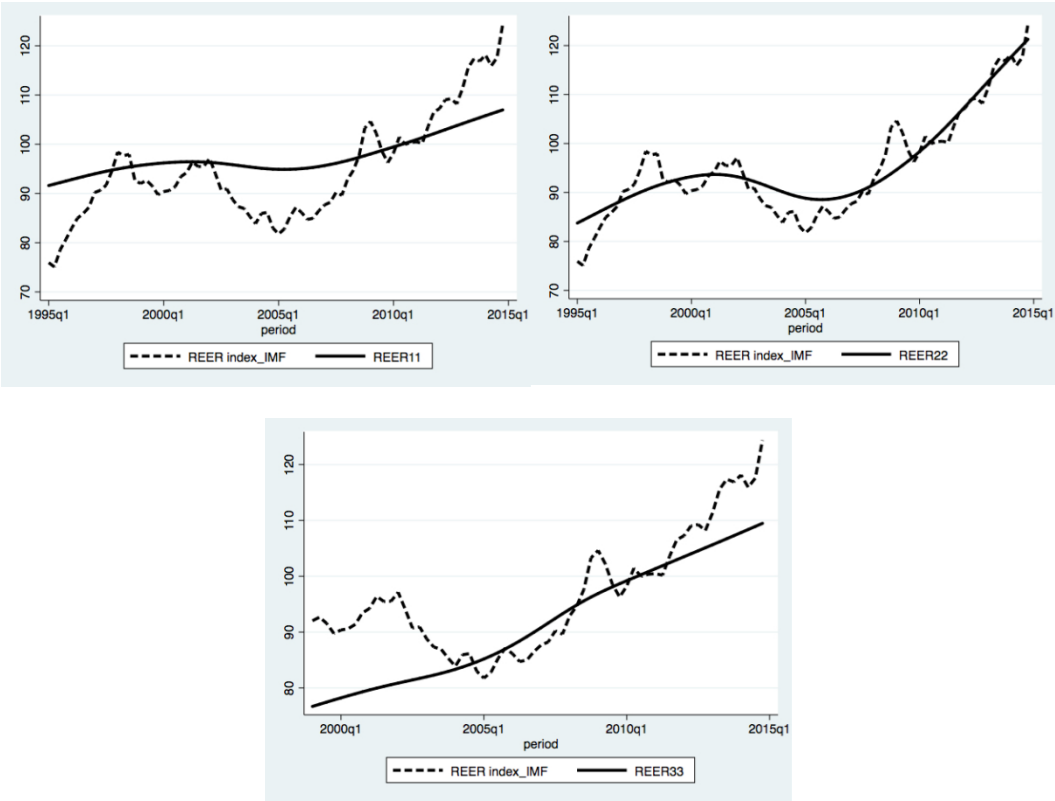 120
110
100
90
80
70
1995q1 2000q1 2005q1 2010q1 2015q1
period
REER index_IMF REER11
120
110
100
90
80
70
1995q1 2000q1 2005q1 2010q1 2015q1
period
REER index_IMF REER22
120
110
100
90
80
2000q1 2005q1 2010q1 2015q1
period
REER index_IMF REER33